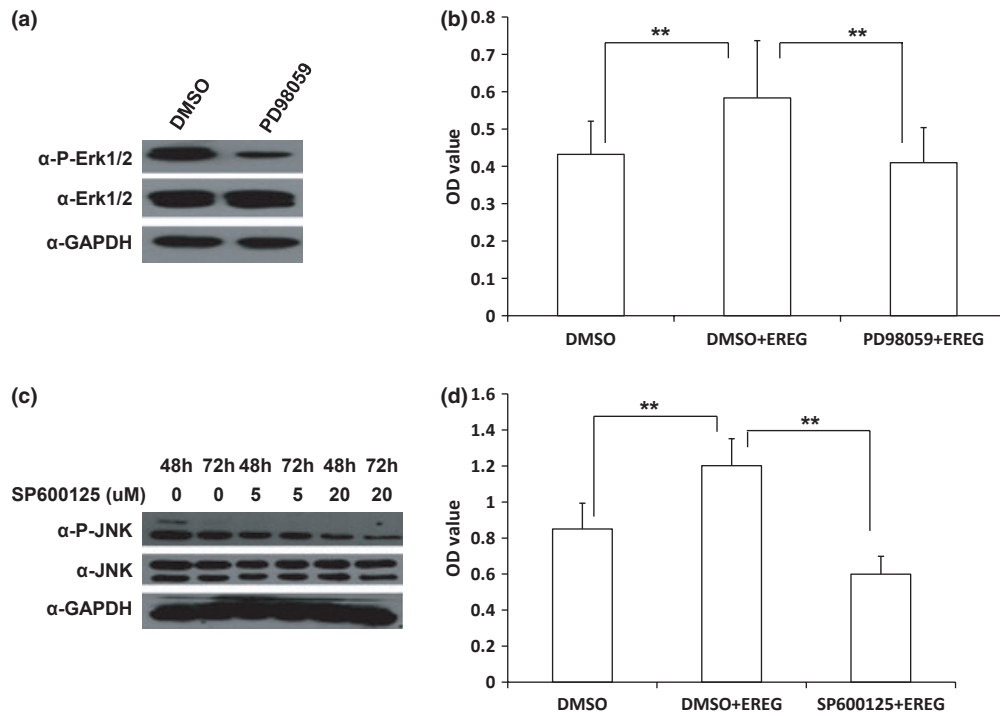 (a)
DMSO
PD98059
α-P-Erk1/2
α-Erk1/2
α-GAPDH
(b)
OD value
0.8
0.7
0.6
0.5
0.4
0.3
0.2
0.1
0
**
**
DMSO
DMSO+EREG
PD98059+EREG
(c)
48h 72h 48h 72h 48h 72h
SP600125 (uM) 0 0 5 5 20 20
α-P-JNK
α-JNK
α-GAPDH
(d)
OD value
1.6
1.4
1.2
1
0.8
0.6
0.4
0.2
0
**
**
DMSO
DMSO+EREG
SP600125+EREG